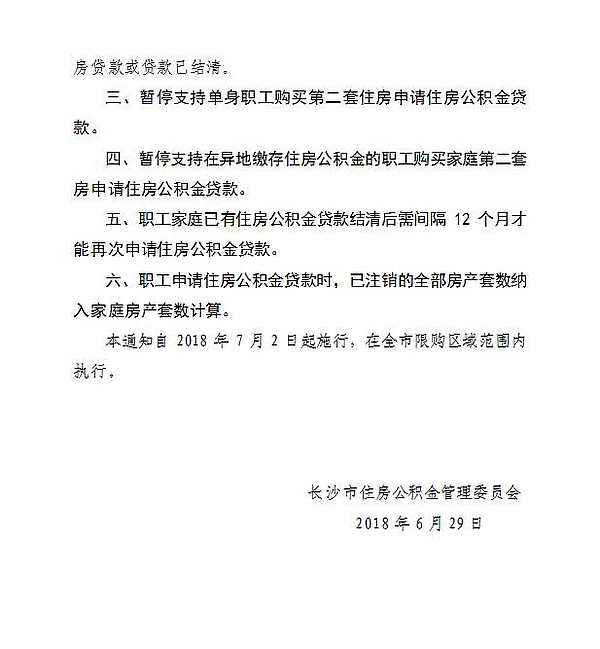 房贷款或贷款已结清。
三、暂停支持单身职工购买第二套住房申请住房公积金贷
款。
四、暂停支持在异地缴存住房公积金的职工购买家庭第二套
房申请住房公积金贷款。
五、职工家庭已有住房公积金贷款结清后需间隔 12 个月才
能再次申请住房公积金贷款。
六、职工申请住房公积金贷款时，已注销的全部房产套数纳
入家庭房产套数计算。
本通知自 2018 年 7 月 2 日起施行，在全市限购区域范围内
执行。
长沙市住房公积金管理委员会
2018 年 6 月 29 日